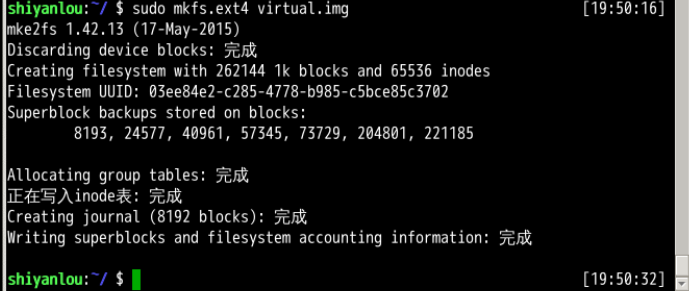 shiyanlou:~/ $ sudo mkfs.ext4 virtual.img [19:50:16]
mke2fs 1.42.13 (17-May-2015)
Discarding device blocks: 完成
Creating filesystem with 262144 1k blocks and 65536 inodes
Filesystem UUID: 03ee84e2-c285-4778-b985-c5bce85c3702
Superblock backups stored on blocks:
8193, 24577, 40961, 57345, 73729, 204801, 221185
Allocating group tables: 完成
正在写入inode表: 完成
Creating journal (8192 blocks): 完成
Writing superblocks and filesystem accounting information: 完成
shiyanlou:~/ $ [19:50:32]